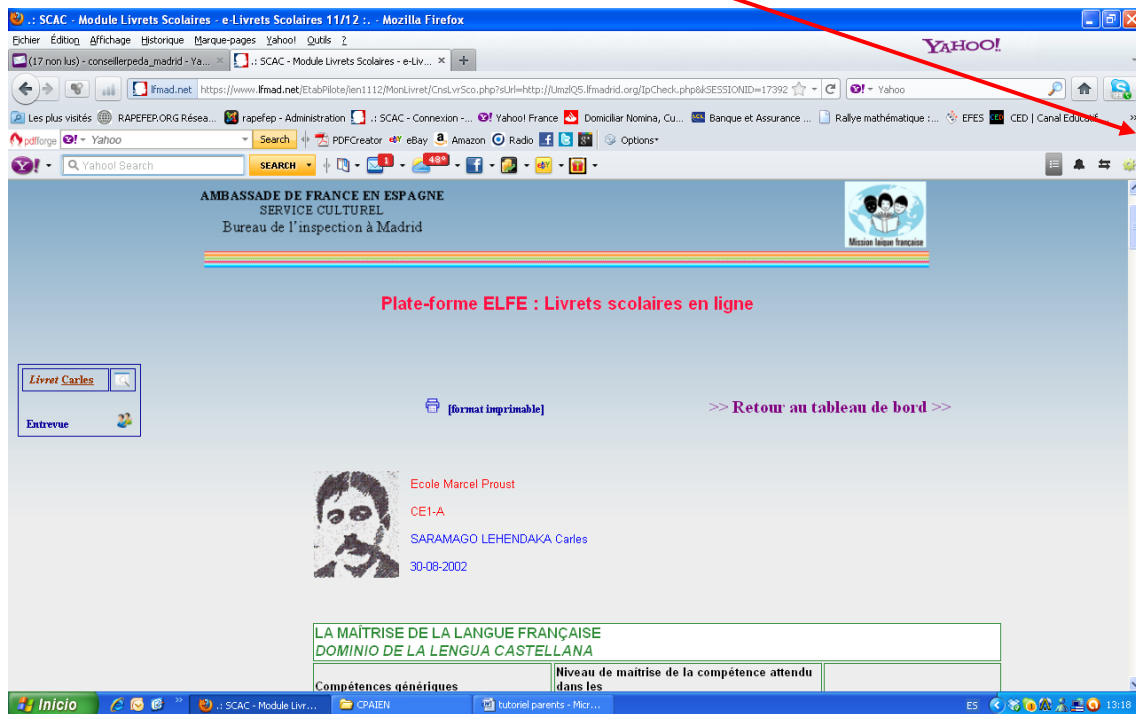 .: SCAC - Module Livrets Scolaires - e-Livrets Scolaires 11/12 :. - Mozilla Firefox
Fichier Édition Affichage Historique Marque-pages Yahoo! Outils ?
YAHOO!
(17 non lus) - conseillerpeda_madrid - Ya... × .: SCAC - Module Livrets Scolaires - e-Liv... × +
lfmad.net https://www.lfmad.net/EtabPilote/ien1112/MonLivret/CnsLvrSco.php?sUrl=http://UmzlQ5.lfmadrid.org/IpCheck.php&kSESSIONID=17392 Yahoo
Les plus visités RAPEFEP.ORG Résea... rapefep - Administration .: SCAC - Connexion -... Yahoo! France Domiciliar Nomina, Cu... Banque et Assurance ... Rallye mathématique :... EFES CED | Canal Educatif ... »
pdfforge Yahoo Search PDFCreator eBay Amazon Radio Options
Yahoo! Search SEARCH 1 48°
AMBASSADE DE FRANCE EN ESPAGNE
SERVICE CULTUREL
Bureau de l'inspection à Madrid
Mission laïque française
Plate-forme ELFE : Livrets scolaires en ligne
Livret Carles
Entrevue
[format imprimable]
>> Retour au tableau de bord >>
Ecole Marcel Proust
CE1-A
SARAMAGO LEHENDAKA Carles
30-08-2002
LA MAÎTRISE DE LA LANGUE FRANÇAISE
DOMINIO DE LA LENGUA CASTELLANA
Compétences génériques
Niveau de maîtrise de la compétence attendu
dans les
Inicio » .: SCAC - Module Livr... CPAIEN tutoriel parents - Micr... ES 13:18